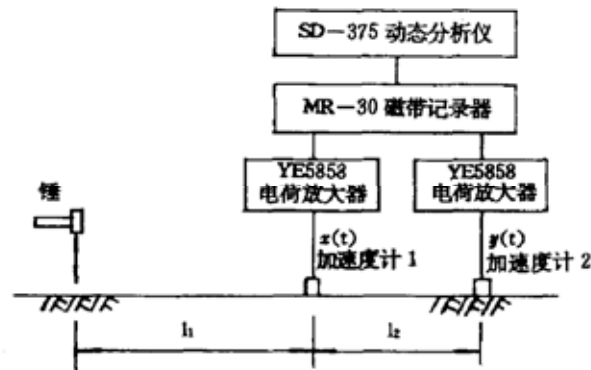 SD-375 动态分析仪
MR-30 磁带记录器
YE5858
电荷放大器
YE5858
电荷放大器
锤
x(t)
加速度计 1
y(t)
加速度计 2
l₁
l₂